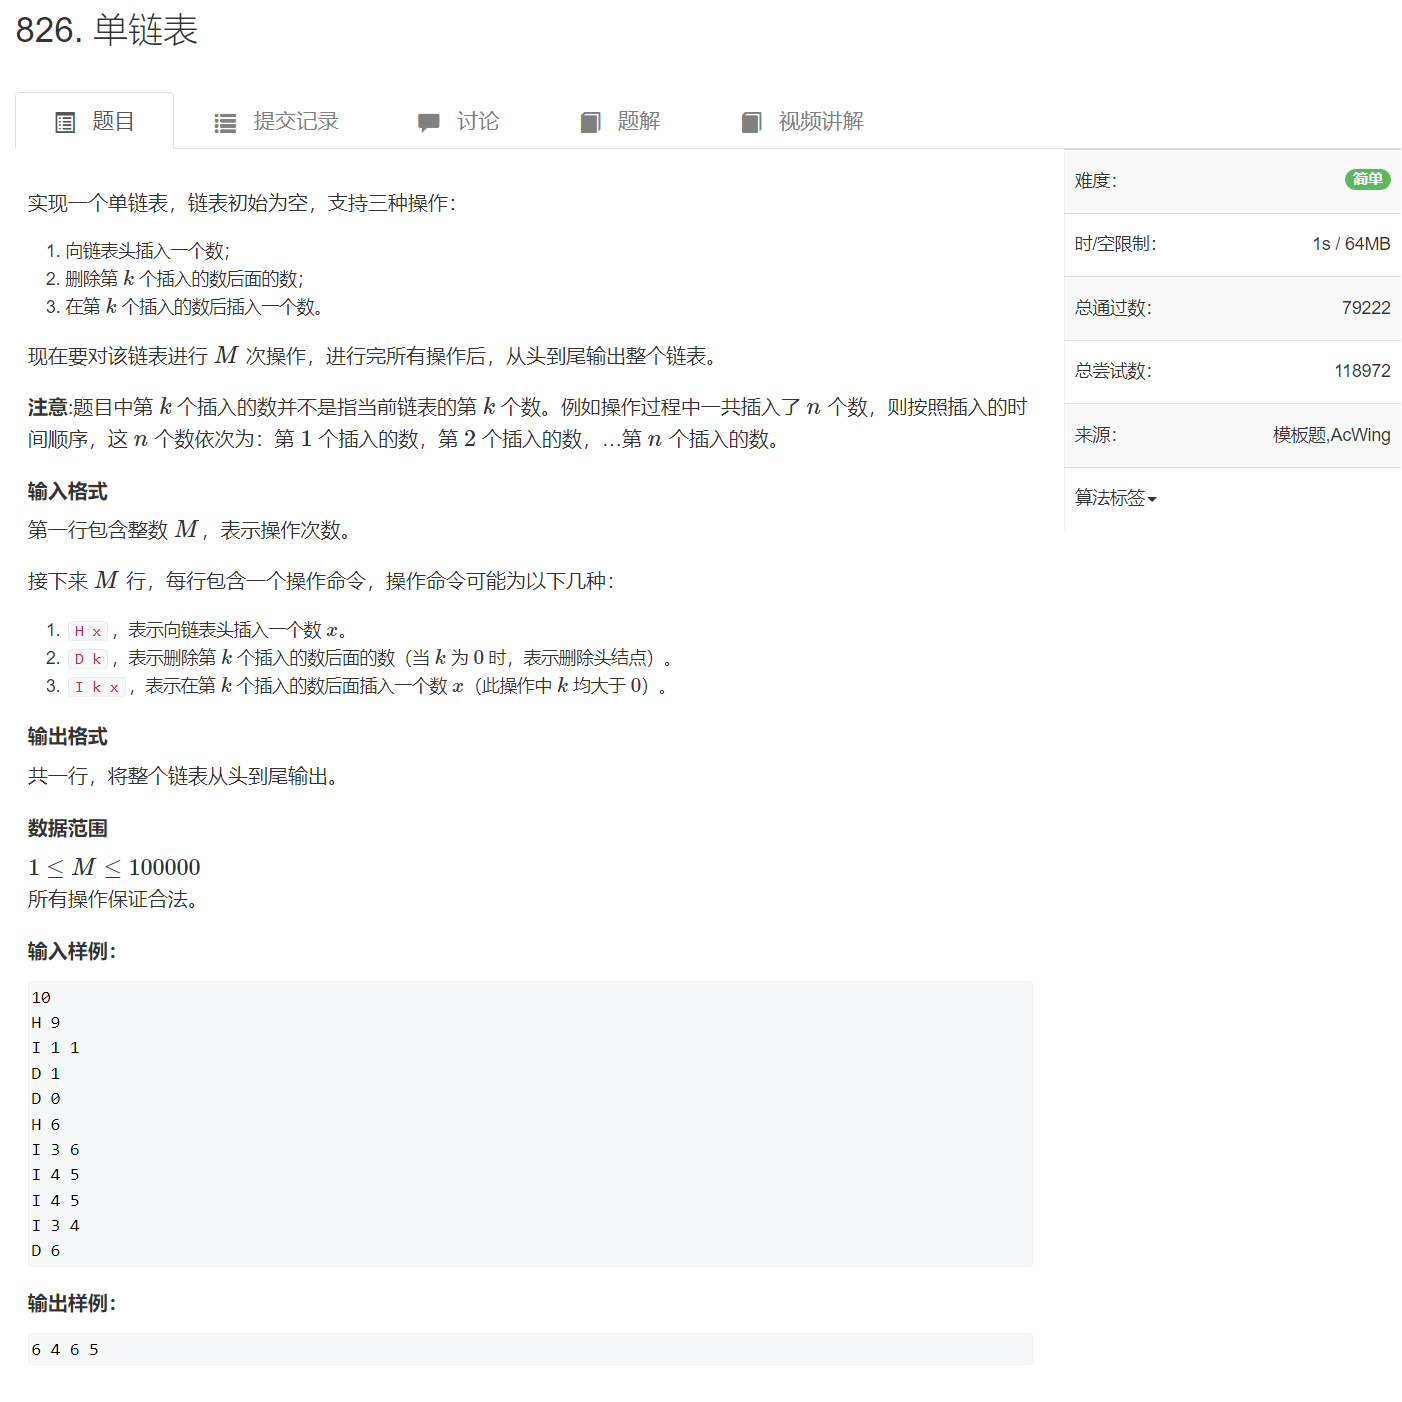 826. 单链表
题目
提交记录
讨论
题解
视频讲解
实现一个单链表，链表初始为空，支持三种操作：
1. 向链表头插入一个数；
2. 删除第 k 个插入的数后面的数；
3. 在第 k 个插入的数后插入一个数。
现在要对该链表进行 M 次操作，进行完所有操作后，从头到尾输出整个链表。
注意:题目中第 k 个插入的数并不是指当前链表的第 k 个数。例如操作过程中一共插入了 n 个数，则按照插入的时
间顺序，这 n 个数依次为：第 1 个插入的数，第 2 个插入的数，…第 n 个插入的数。
输入格式
第一行包含整数 M，表示操作次数。
接下来 M 行，每行包含一个操作命令，操作命令可能为以下几种：
1. H x，表示向链表头插入一个数 x。
2. D k，表示删除第 k 个插入的数后面的数（当 k 为 0 时，表示删除头结点）。
3. I k x，表示在第 k 个插入的数后面插入一个数 x（此操作中 k 均大于 0）。
输出格式
共一行，将整个链表从头到尾输出。
数据范围
1 ≤ M ≤ 100000
所有操作保证合法。
输入样例：
10
H 9
I 1 1
D 1
D 0
H 6
I 3 6
I 4 5
I 4 5
I 3 4
D 6
输出样例：
6 4 6 5
难度：
简单
时/空限制：
1s / 64MB
总通过数：
79222
总尝试数：
118972
来源：
模板题,AcWing
算法标签